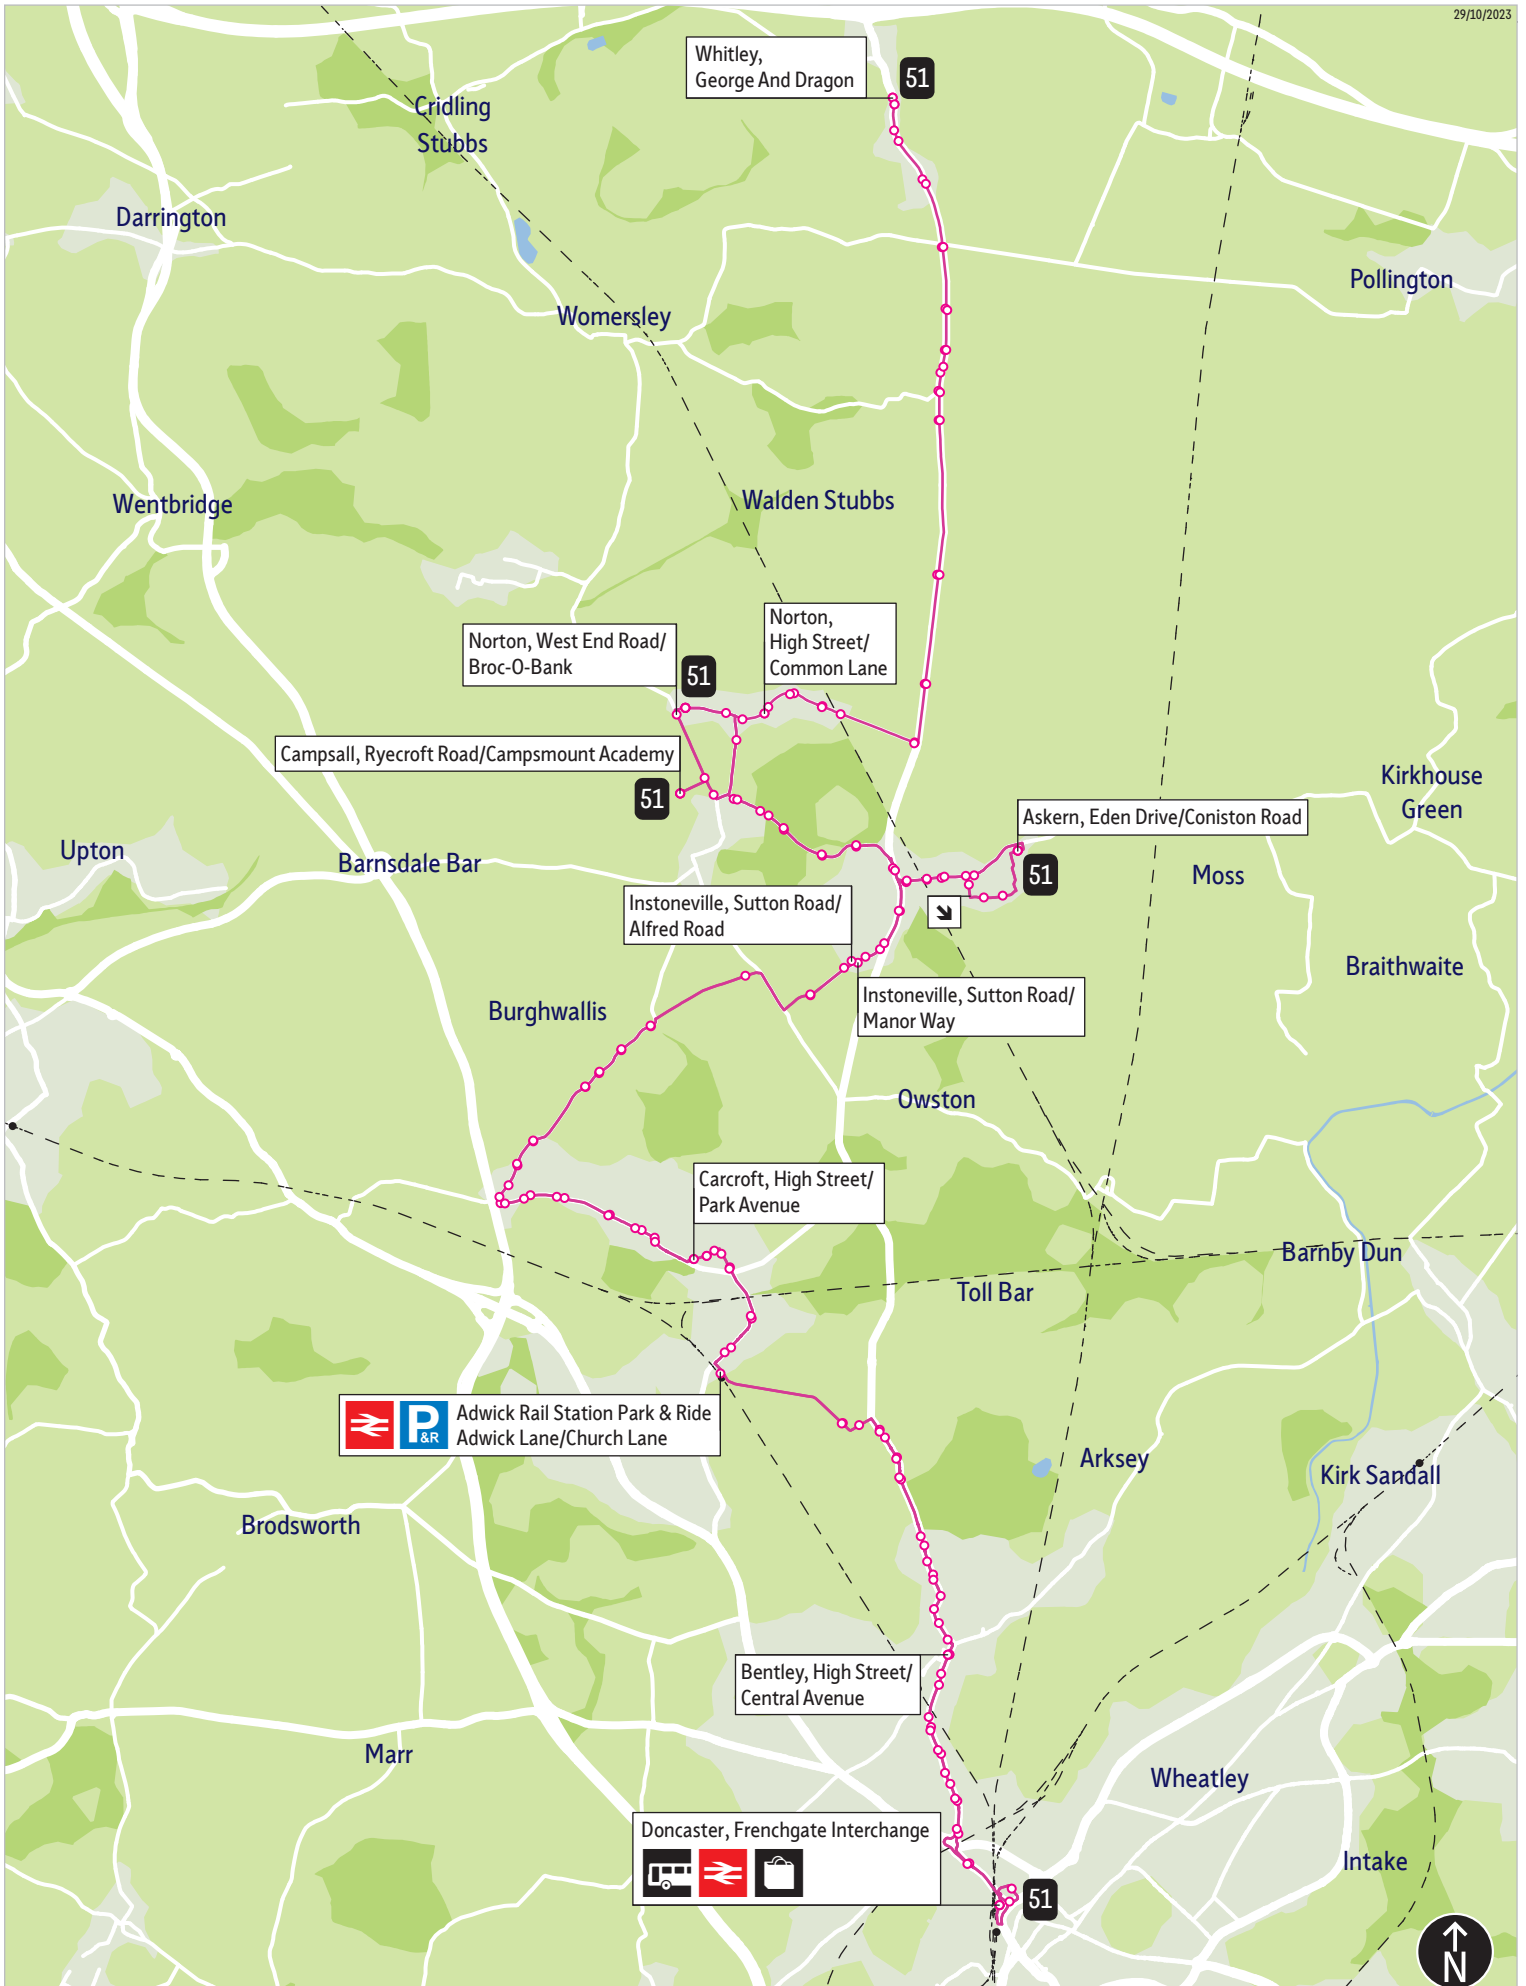 29/10/2023
Whitley,
George And Dragon
51
Cridling
Stubbs
Darrington
Pollington
Womersley
Wentbridge
Walden Stubbs
Norton, West End Road/
Broc-O-Bank
51
Norton,
High Street/
Common Lane
Campsall, Ryecroft Road/Campsmount Academy
51
Kirkhouse
Green
Askern, Eden Drive/Coniston Road
51
Upton
Barnsdale Bar
Moss
Instoneville, Sutton Road/
Alfred Road
Braithwaite
Instoneville, Sutton Road/
Manor Way
Burghwallis
Owston
Carcroft, High Street/
Park Avenue
Barnby Dun
Toll Bar
P
&R
Adwick Rail Station Park & Ride
Adwick Lane/Church Lane
Arksey
Kirk Sandall
Brodsworth
Bentley, High Street/
Central Avenue
Marr
Wheatley
Doncaster, Frenchgate Interchange
Intake
51
N